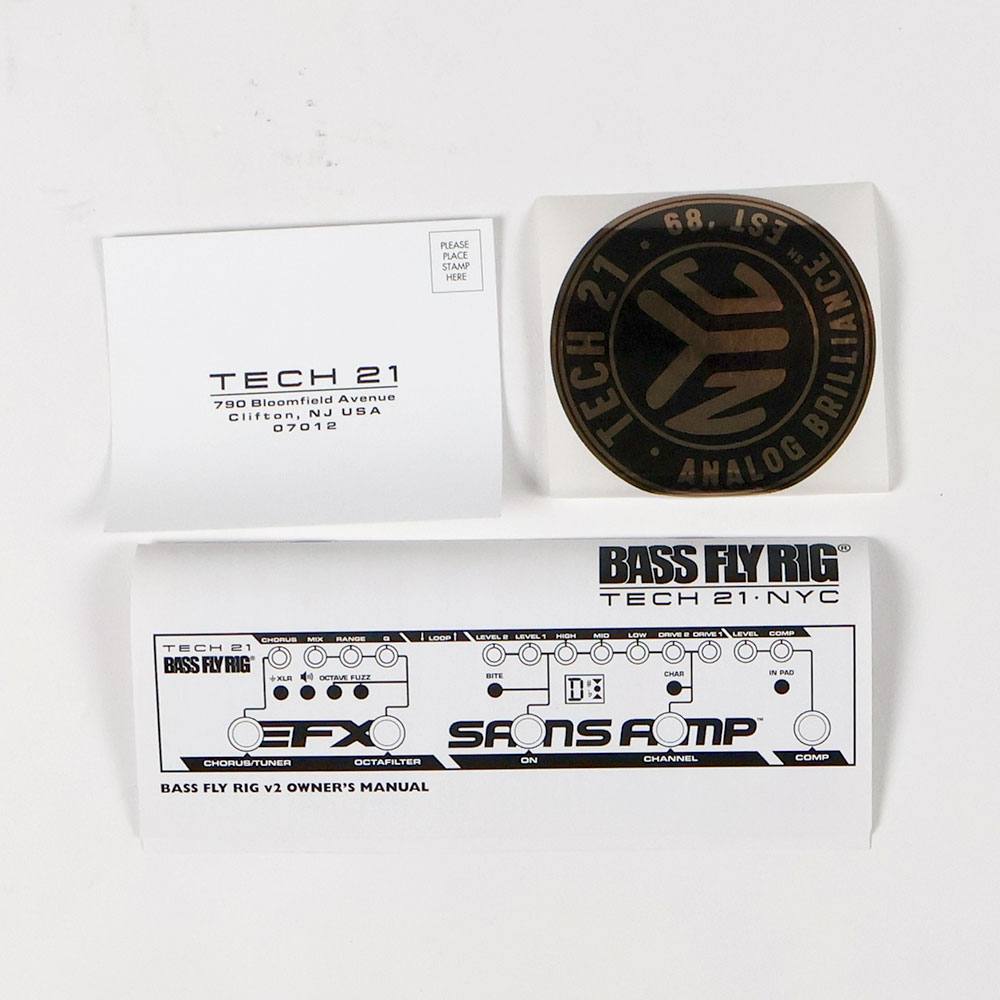 PLEASE
PLACE
STAMP
HERE
TECH 21
790 Bloomfield Avenue
Clifton, NJ USA
07012
TECH 21 • EST '89 • ANALOG BRILLIANCE SM
NYC
BASS FLY RIG®
TECH 21·NYC
CHORUS MIX RANGE Q LOOP LEVEL 2 LEVEL 1 HIGH MID LOW DRIVE 2 DRIVE 1 LEVEL COMP
TECH 21
BASS FLY RIG®
XLR OCTAVE FUZZ BITE D # b CHAR IN PAD
EFX SANSAMP™
CHORUS/TUNER OCTAFILTER ON CHANNEL COMP
BASS FLY RIG v2 OWNER'S MANUAL